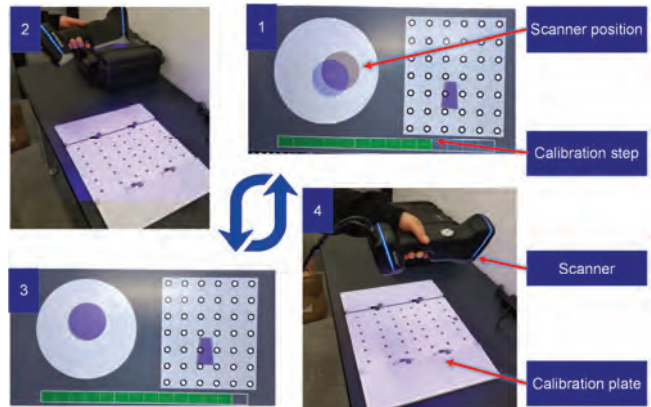 2
1
Scanner position
Calibration step
4
Scanner
3
Calibration plate